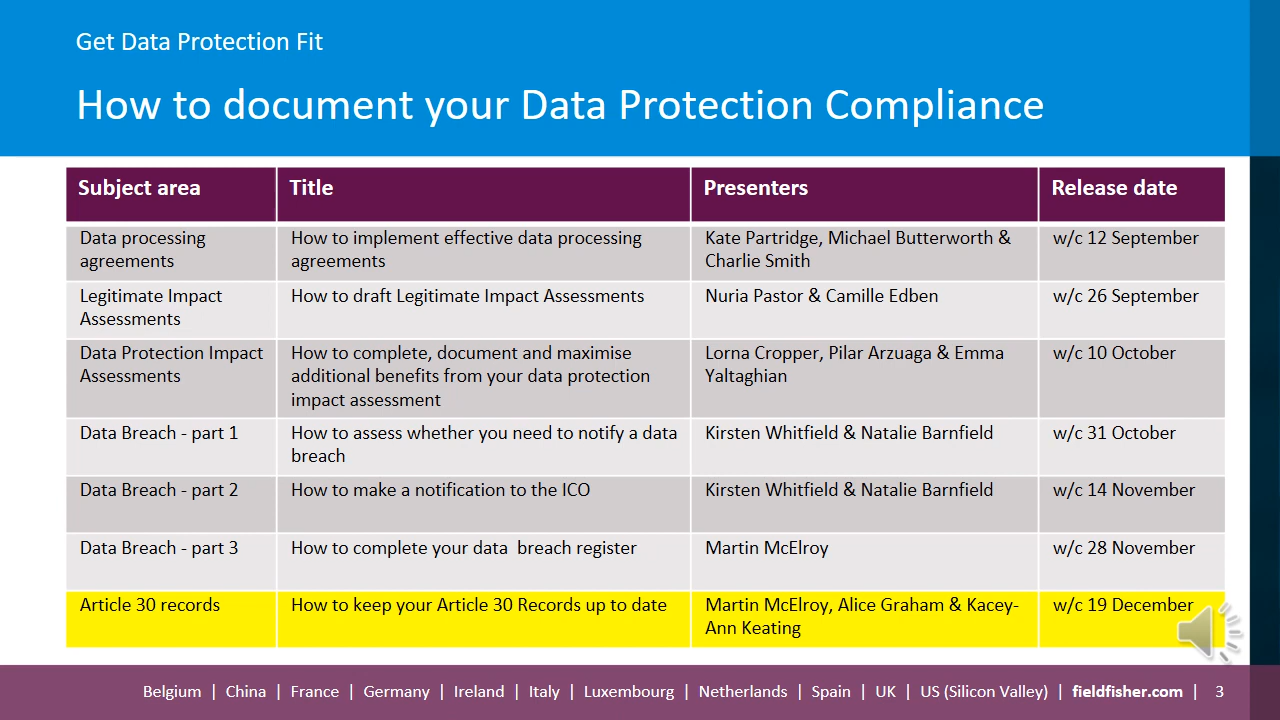 Get Data Protection Fit
How to document your Data Protection Compliance
Subject area
Title
Presenters
Release date
Data processing
agreements
How to implement effective data processing
agreements
Kate Partridge, Michael Butterworth &
Charlie Smith
w/c 12 September
Legitimate Impact
Assessments
How to draft Legitimate Impact Assessments
Nuria Pastor & Camille Edben
w/c 26 September
Data Protection Impact
Assessments
How to complete, document and maximise
additional benefits from your data protection
impact assessment
Lorna Cropper, Pilar Arzuaga & Emma
Yaltaghian
w/c 10 October
Data Breach - part 1
How to assess whether you need to notify a data
breach
Kirsten Whitfield & Natalie Barnfield
w/c 31 October
Data Breach - part 2
How to make a notification to the ICO
Kirsten Whitfield & Natalie Barnfield
w/c 14 November
Data Breach - part 3
How to complete your data  breach register
Martin McElroy
w/c 28 November
Article 30 records
How to keep your Article 30 Records up to date
Martin McElroy, Alice Graham & Kacey-
Ann Keating
w/c 19 December
Belgium | China | France | Germany | Ireland | Italy | Luxembourg | Netherlands | Spain | UK | US (Silicon Valley) | fieldfisher.com | 3